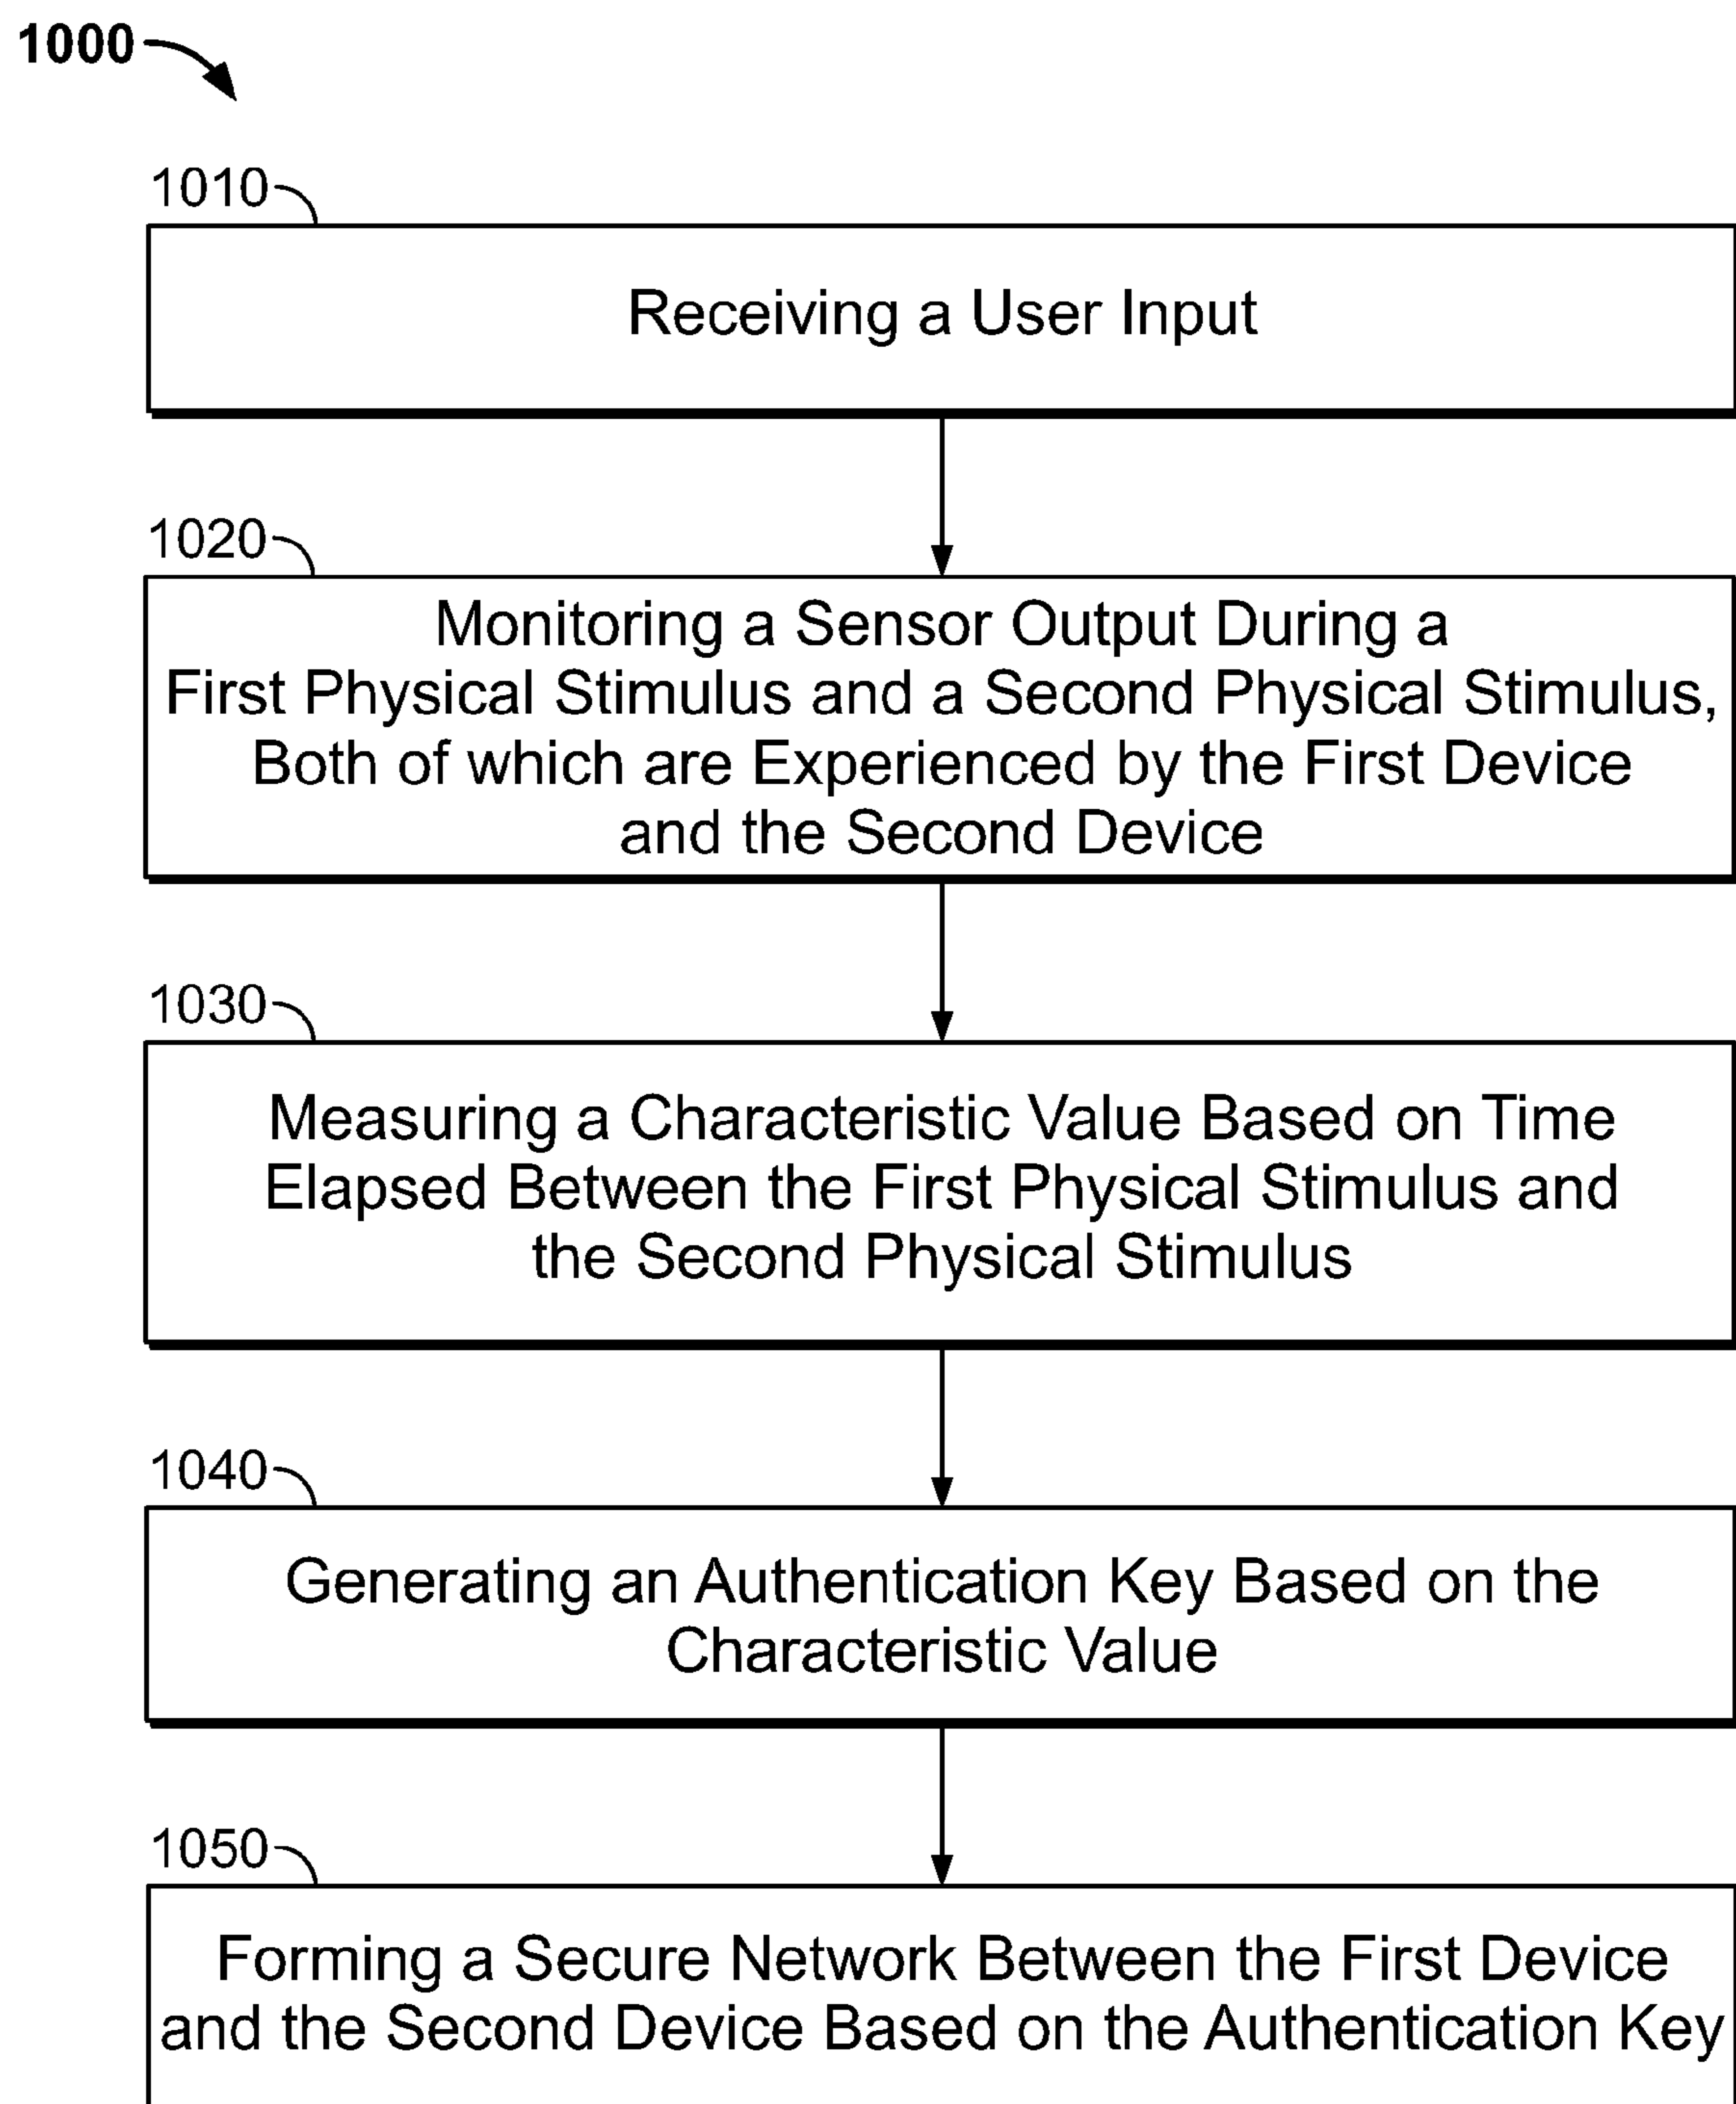 1000
1010
Receiving a User Input
1020
Monitoring a Sensor Output During a
First Physical Stimulus and a Second Physical Stimulus,
Both of which are Experienced by the First Device
and the Second Device
1030
Measuring a Characteristic Value Based on Time
Elapsed Between the First Physical Stimulus and
the Second Physical Stimulus
1040
Generating an Authentication Key Based on the
Characteristic Value
1050
Forming a Secure Network Between the First Device
and the Second Device Based on the Authentication Key